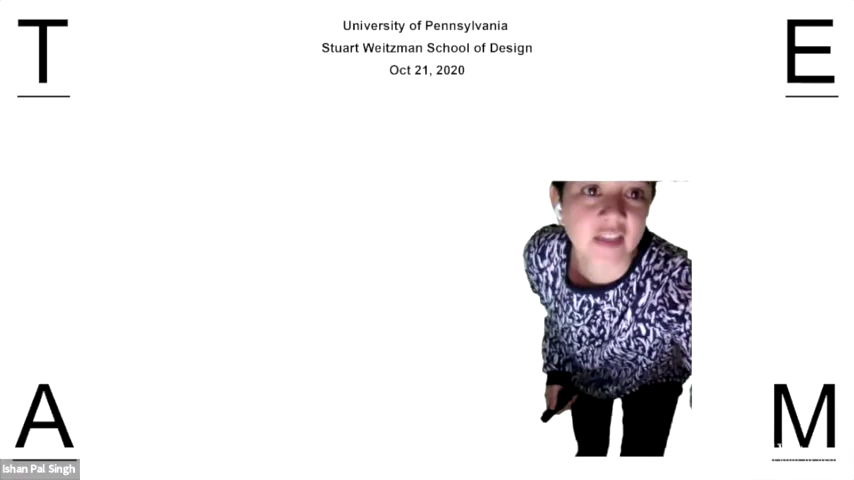 T E
University of Pennsylvania
Stuart Weitzman School of Design
Oct 21, 2020
A M
Ishan Pal Singh